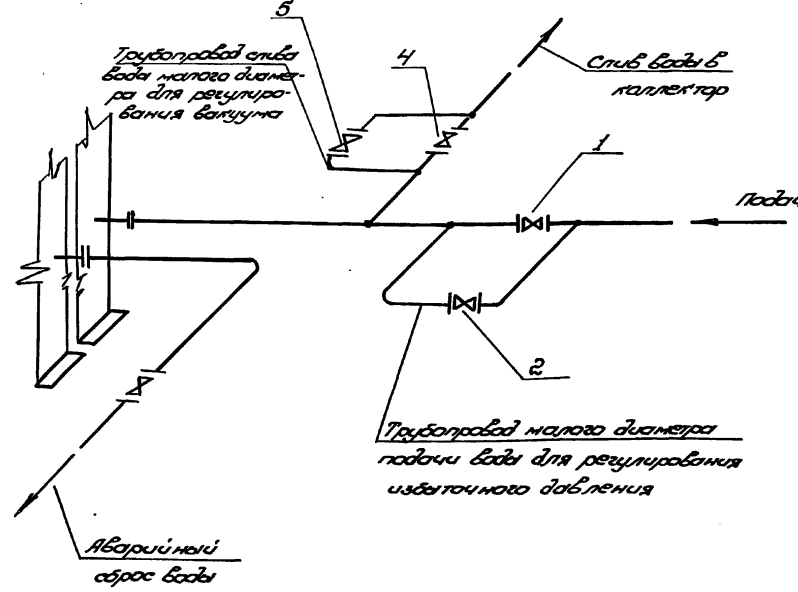 5
Трубопровод слива
воды малого диамет-
ра для регулиро-
вания вакуума
4
Слив воды в
коллектор
1
Подач
2
Трубопровод малого диаметра
подачи воды для регулирования
избыточного давления
Аварийный
сброс воды